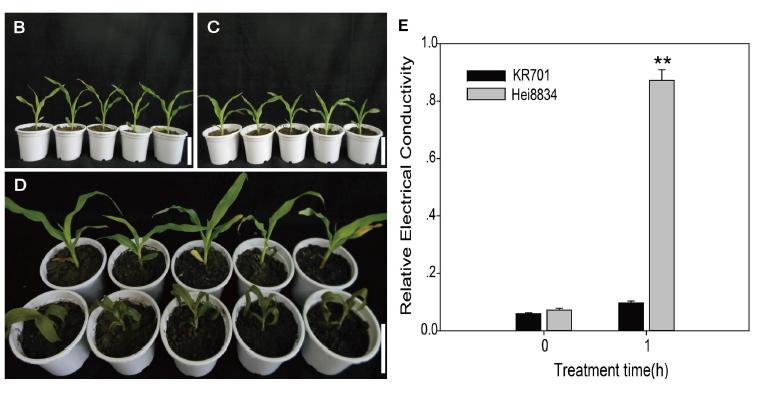 B
C
D
E
Relative Electrical Conductivity
1.0
.8
.6
.4
.2
0.0
KR701
Hei8834
**
0
1
Treatment time(h)